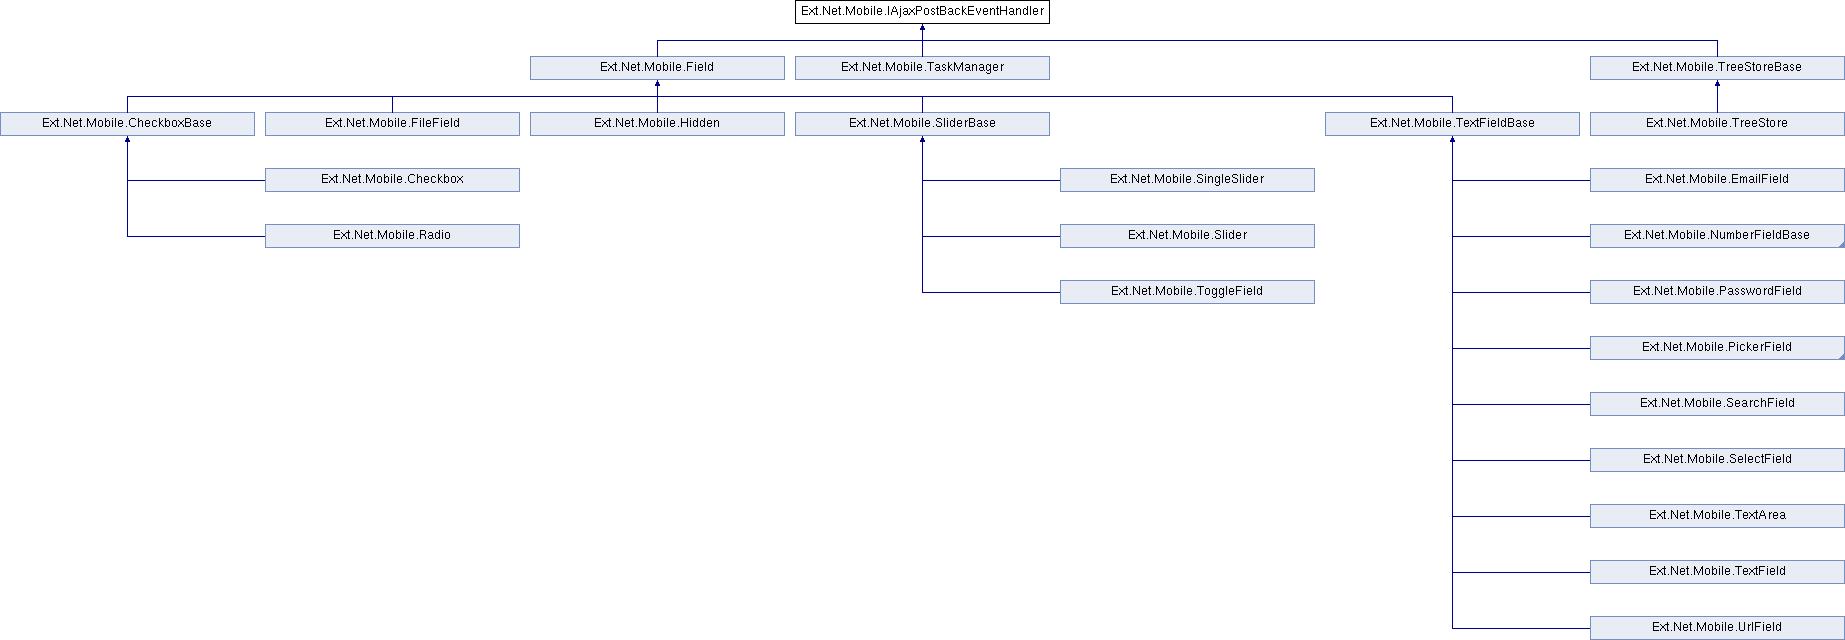 Ext.Net.Mobile.IAjaxPostBackEventHandler
Ext.Net.Mobile.Field
Ext.Net.Mobile.TaskManager
Ext.Net.Mobile.TreeStoreBase
Ext.Net.Mobile.CheckboxBase
Ext.Net.Mobile.FileField
Ext.Net.Mobile.Hidden
Ext.Net.Mobile.SliderBase
Ext.Net.Mobile.TextFieldBase
Ext.Net.Mobile.TreeStore
Ext.Net.Mobile.Checkbox
Ext.Net.Mobile.SingleSlider
Ext.Net.Mobile.EmailField
Ext.Net.Mobile.Radio
Ext.Net.Mobile.Slider
Ext.Net.Mobile.NumberFieldBase
Ext.Net.Mobile.ToggleField
Ext.Net.Mobile.PasswordField
Ext.Net.Mobile.PickerField
Ext.Net.Mobile.SearchField
Ext.Net.Mobile.SelectField
Ext.Net.Mobile.TextArea
Ext.Net.Mobile.TextField
Ext.Net.Mobile.UrlField